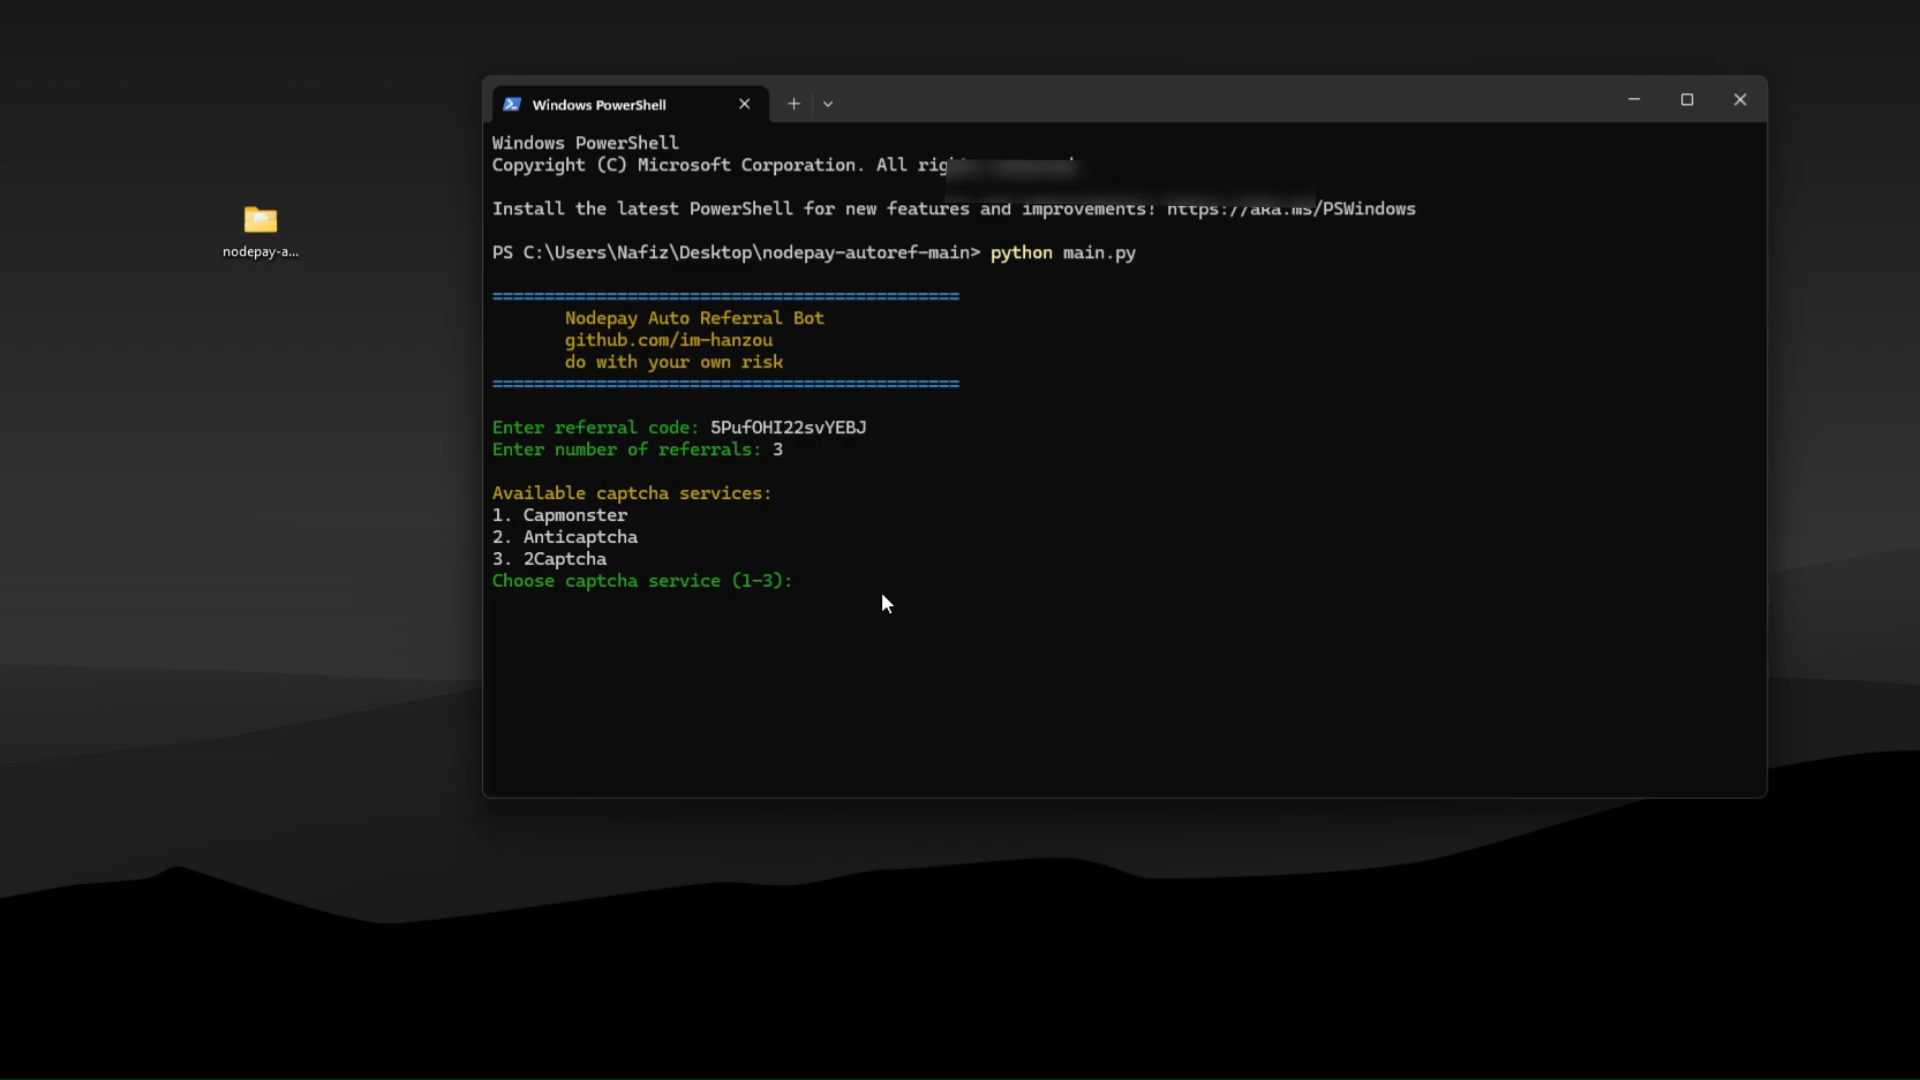 nodepay-a...
Windows PowerShell
Windows PowerShell
Copyright (C) Microsoft Corporation. All
Install the latest PowerShell for new features and improvements! https://aka.ms/PSWindows
PS C:\Users\Nafiz\Desktop\nodepay-autoref-main> python main.py
=============================================
Nodepay Auto Referral Bot
github.com/im-hanzou
do with your own risk
=============================================
Enter referral code: 5PufOHI22svYEBJ
Enter number of referrals: 3
Available captcha services:
1. Capmonster
2. Anticaptcha
3. 2Captcha
Choose captcha service (1-3):